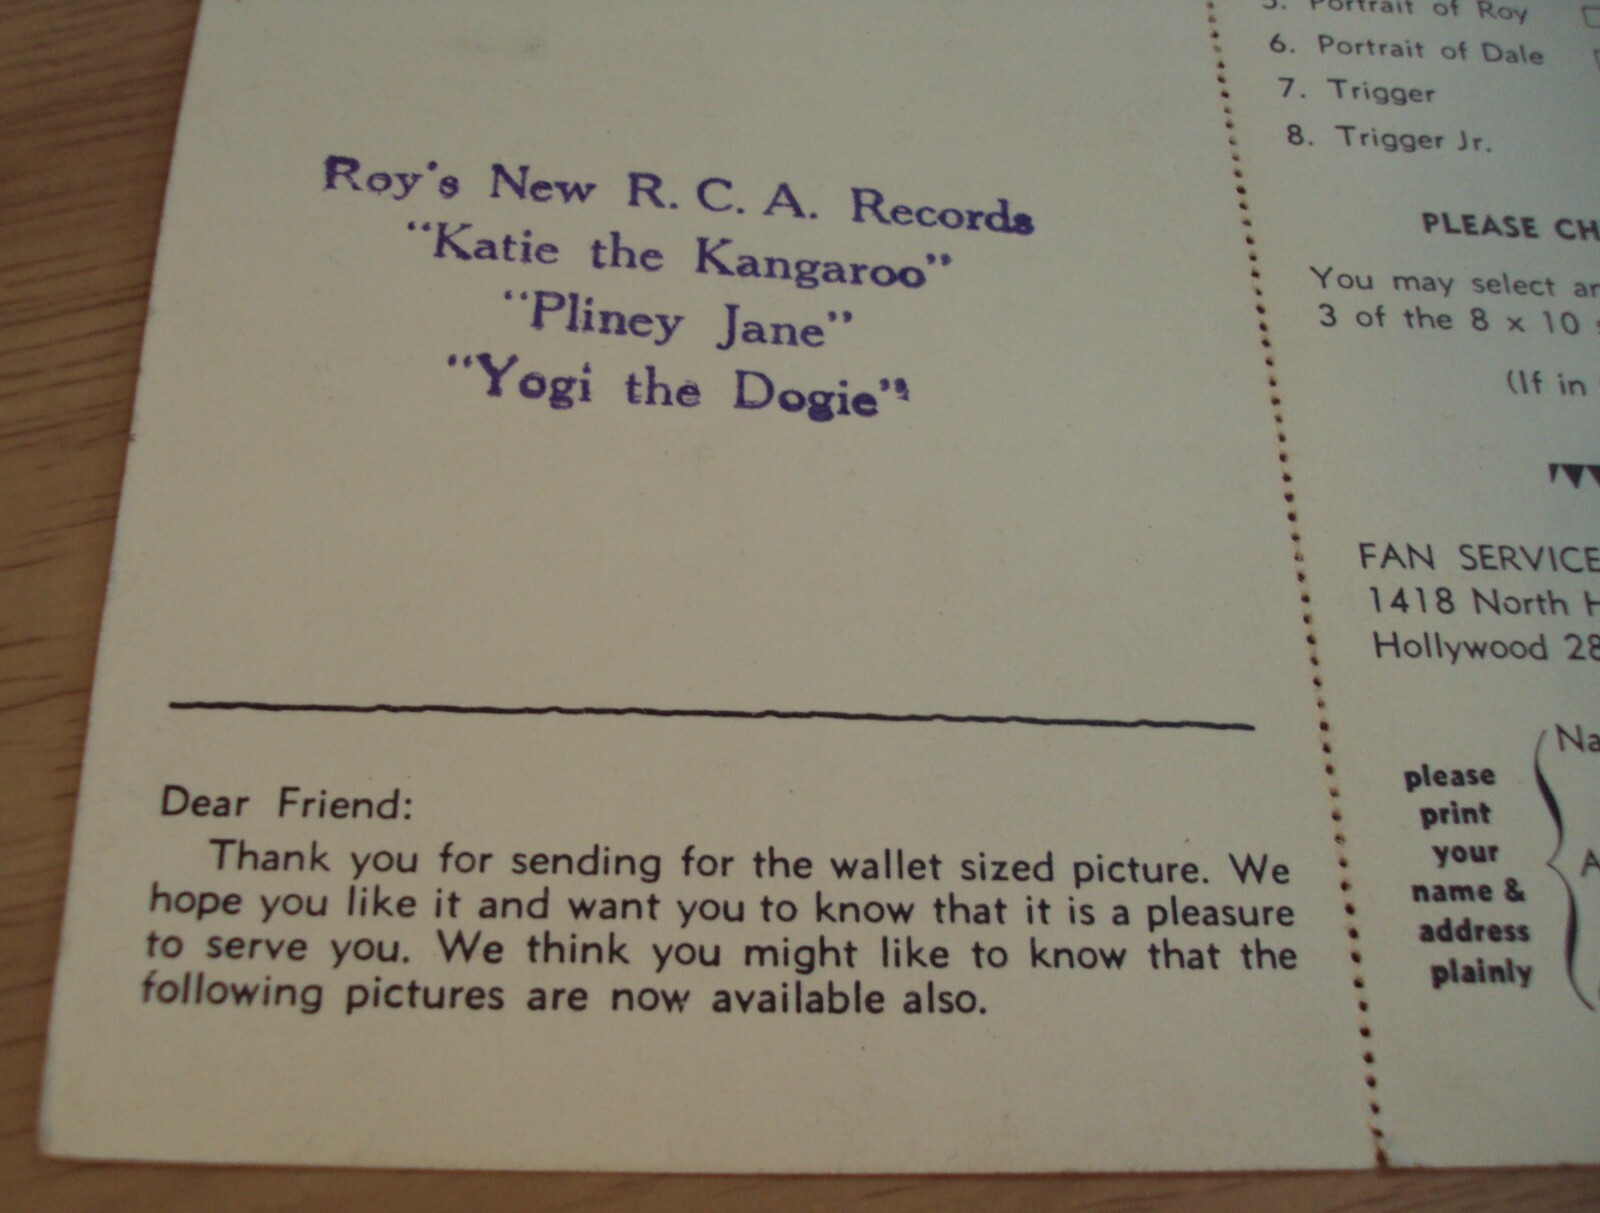 Roy's New R. C. A. Records
"Katie the Kangaroo"
"Pliney Jane"
"Yogi the Dogie"
Dear Friend:
Thank you for sending for the wallet sized picture. We
hope you like it and want you to know that it is a pleasure
to serve you. We think you might like to know that the
following pictures are now available also.
5. Portrait of Roy
6. Portrait of Dale
7. Trigger
8. Trigger Jr.
PLEASE
You may select
3 of the 8 x 10
(If in
FAN SERVICE
1418 North
Hollywood 28
please
print
your
name &
address
plainly